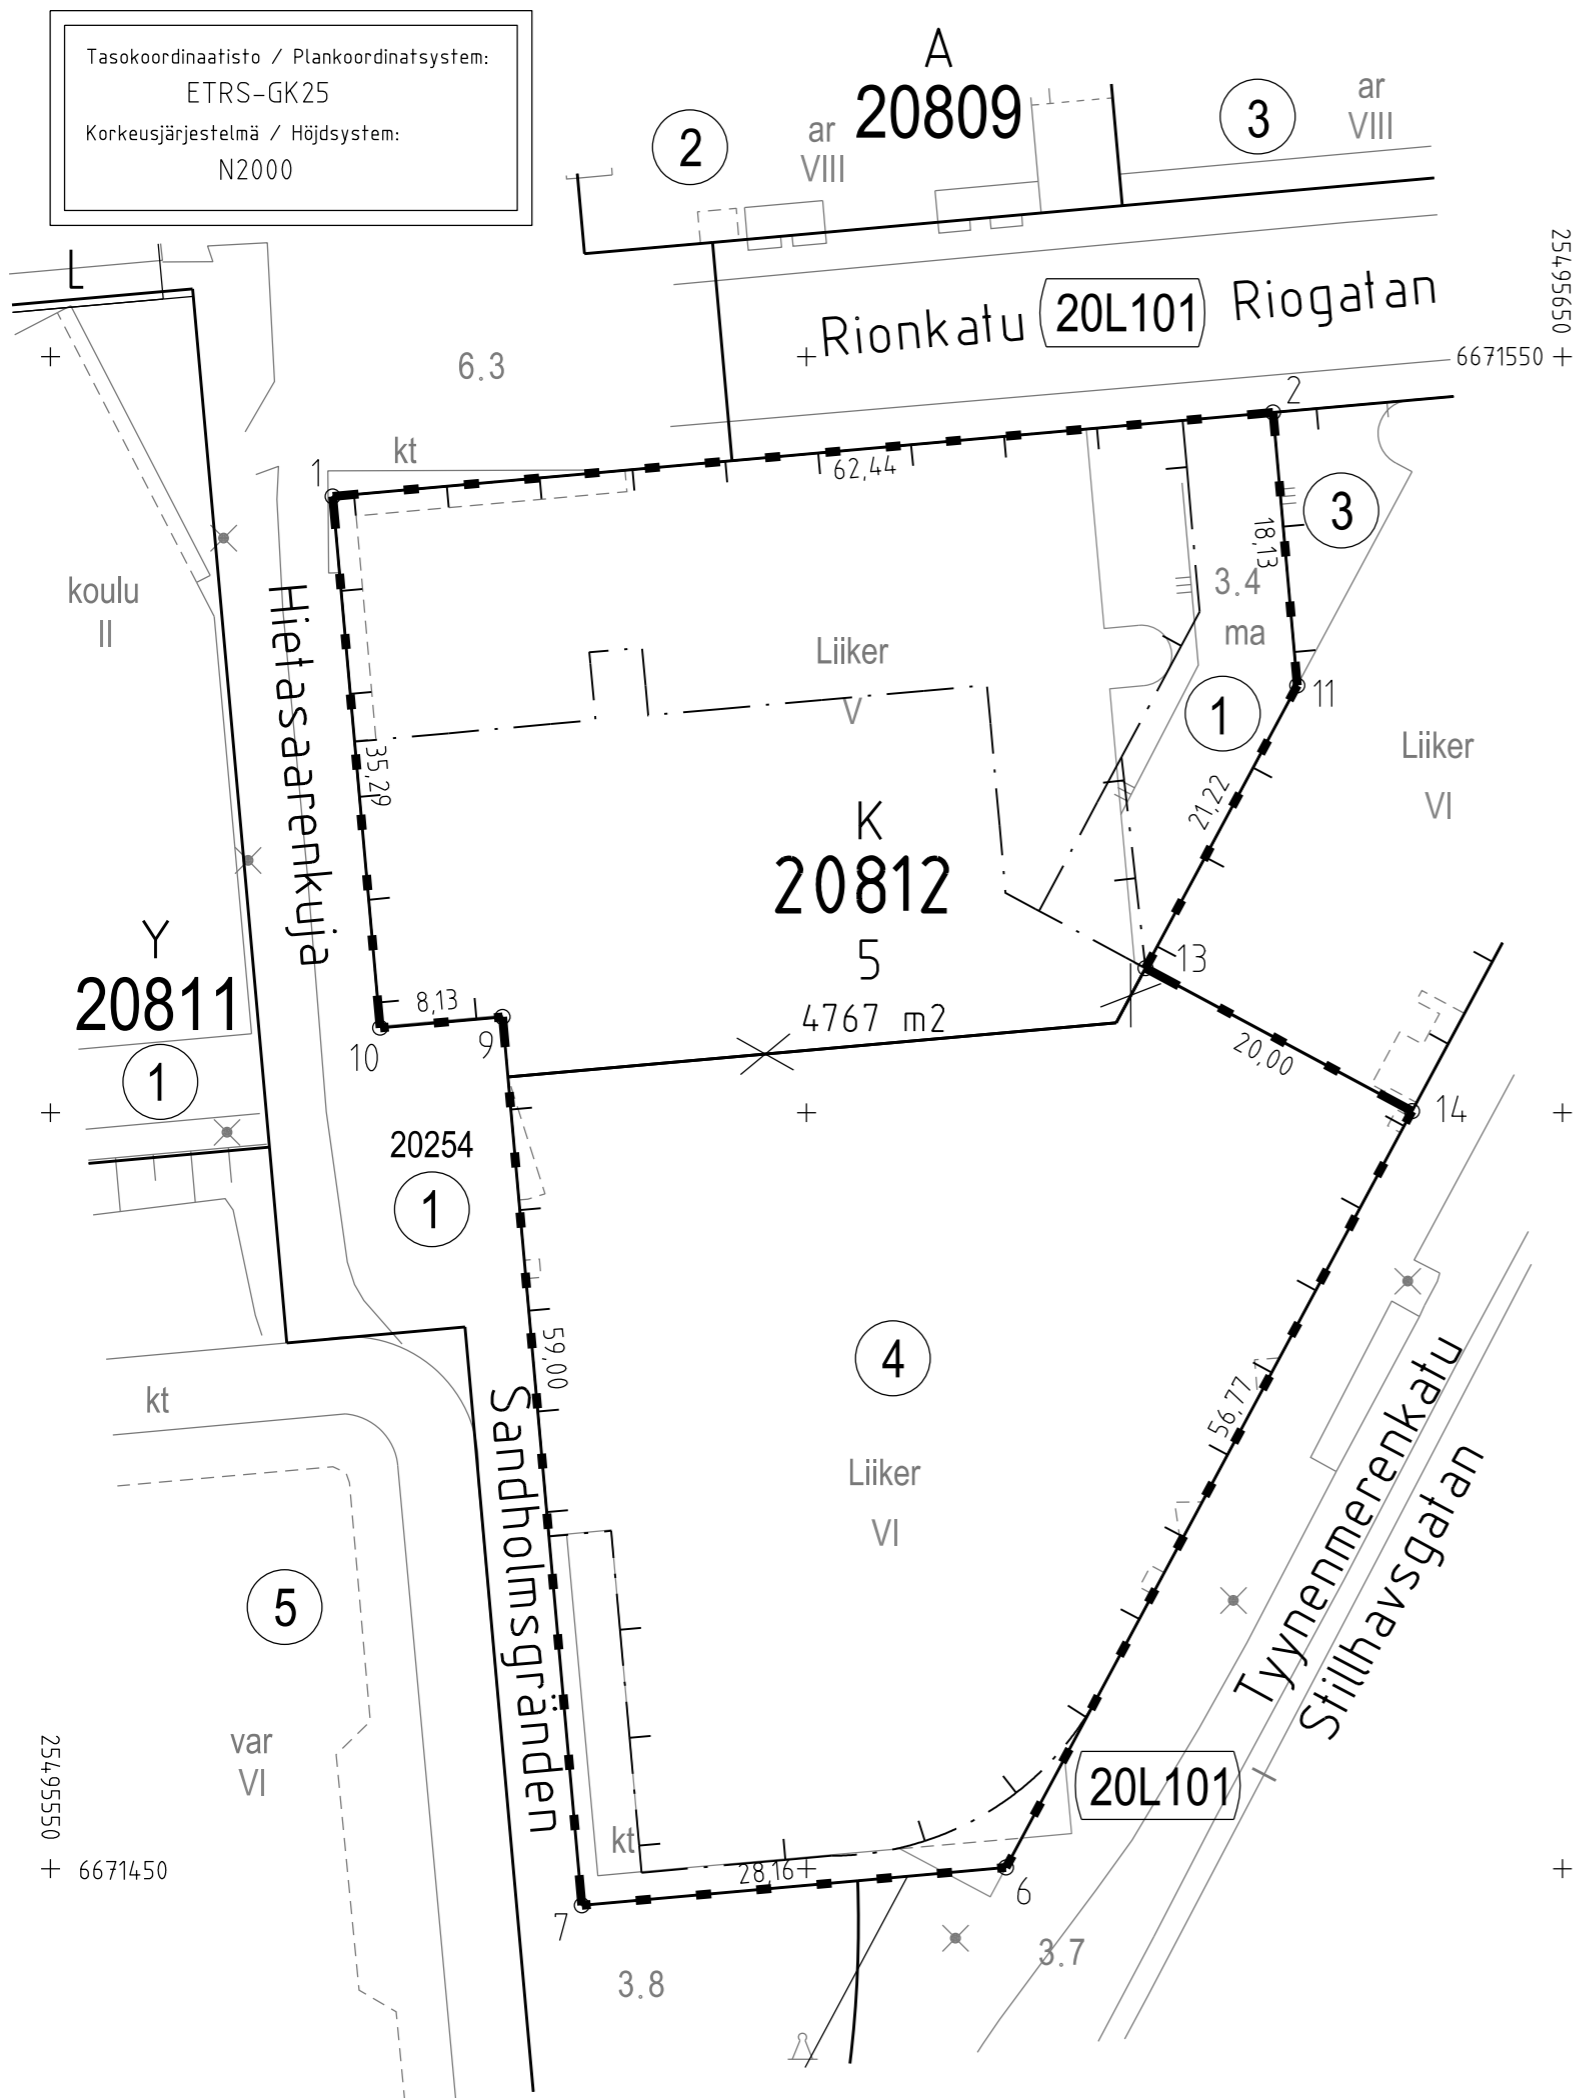 Tasokoordinaatisto / Plankoordinatsystem:
ETRS-GK25
Korkeusjärjestelmä / Höjdsystem:
N2000
A
20809
2
ar
VIII
3
ar
VIII
L
6.3
Rionkatu
20L101
Riogatan
25495650
6671550
kt
1
2
62,44
18,13
3
koulu
II
Hietasaarenkuja
35,29
Liiker
V
3.4
ma
1
11
21,22
Liiker
VI
K
20812
5
4767 m2
Y
20811
1
8,13
10
9
13
20,00
14
20254
1
59,00
4
Liiker
VI
56,77
kt
5
Sandholmsgränden
Tyynenmerenkatu
Stillhavsgatan
var
VI
20L101
25495550
6671450
kt
28,16
6
7
3.7
3.8